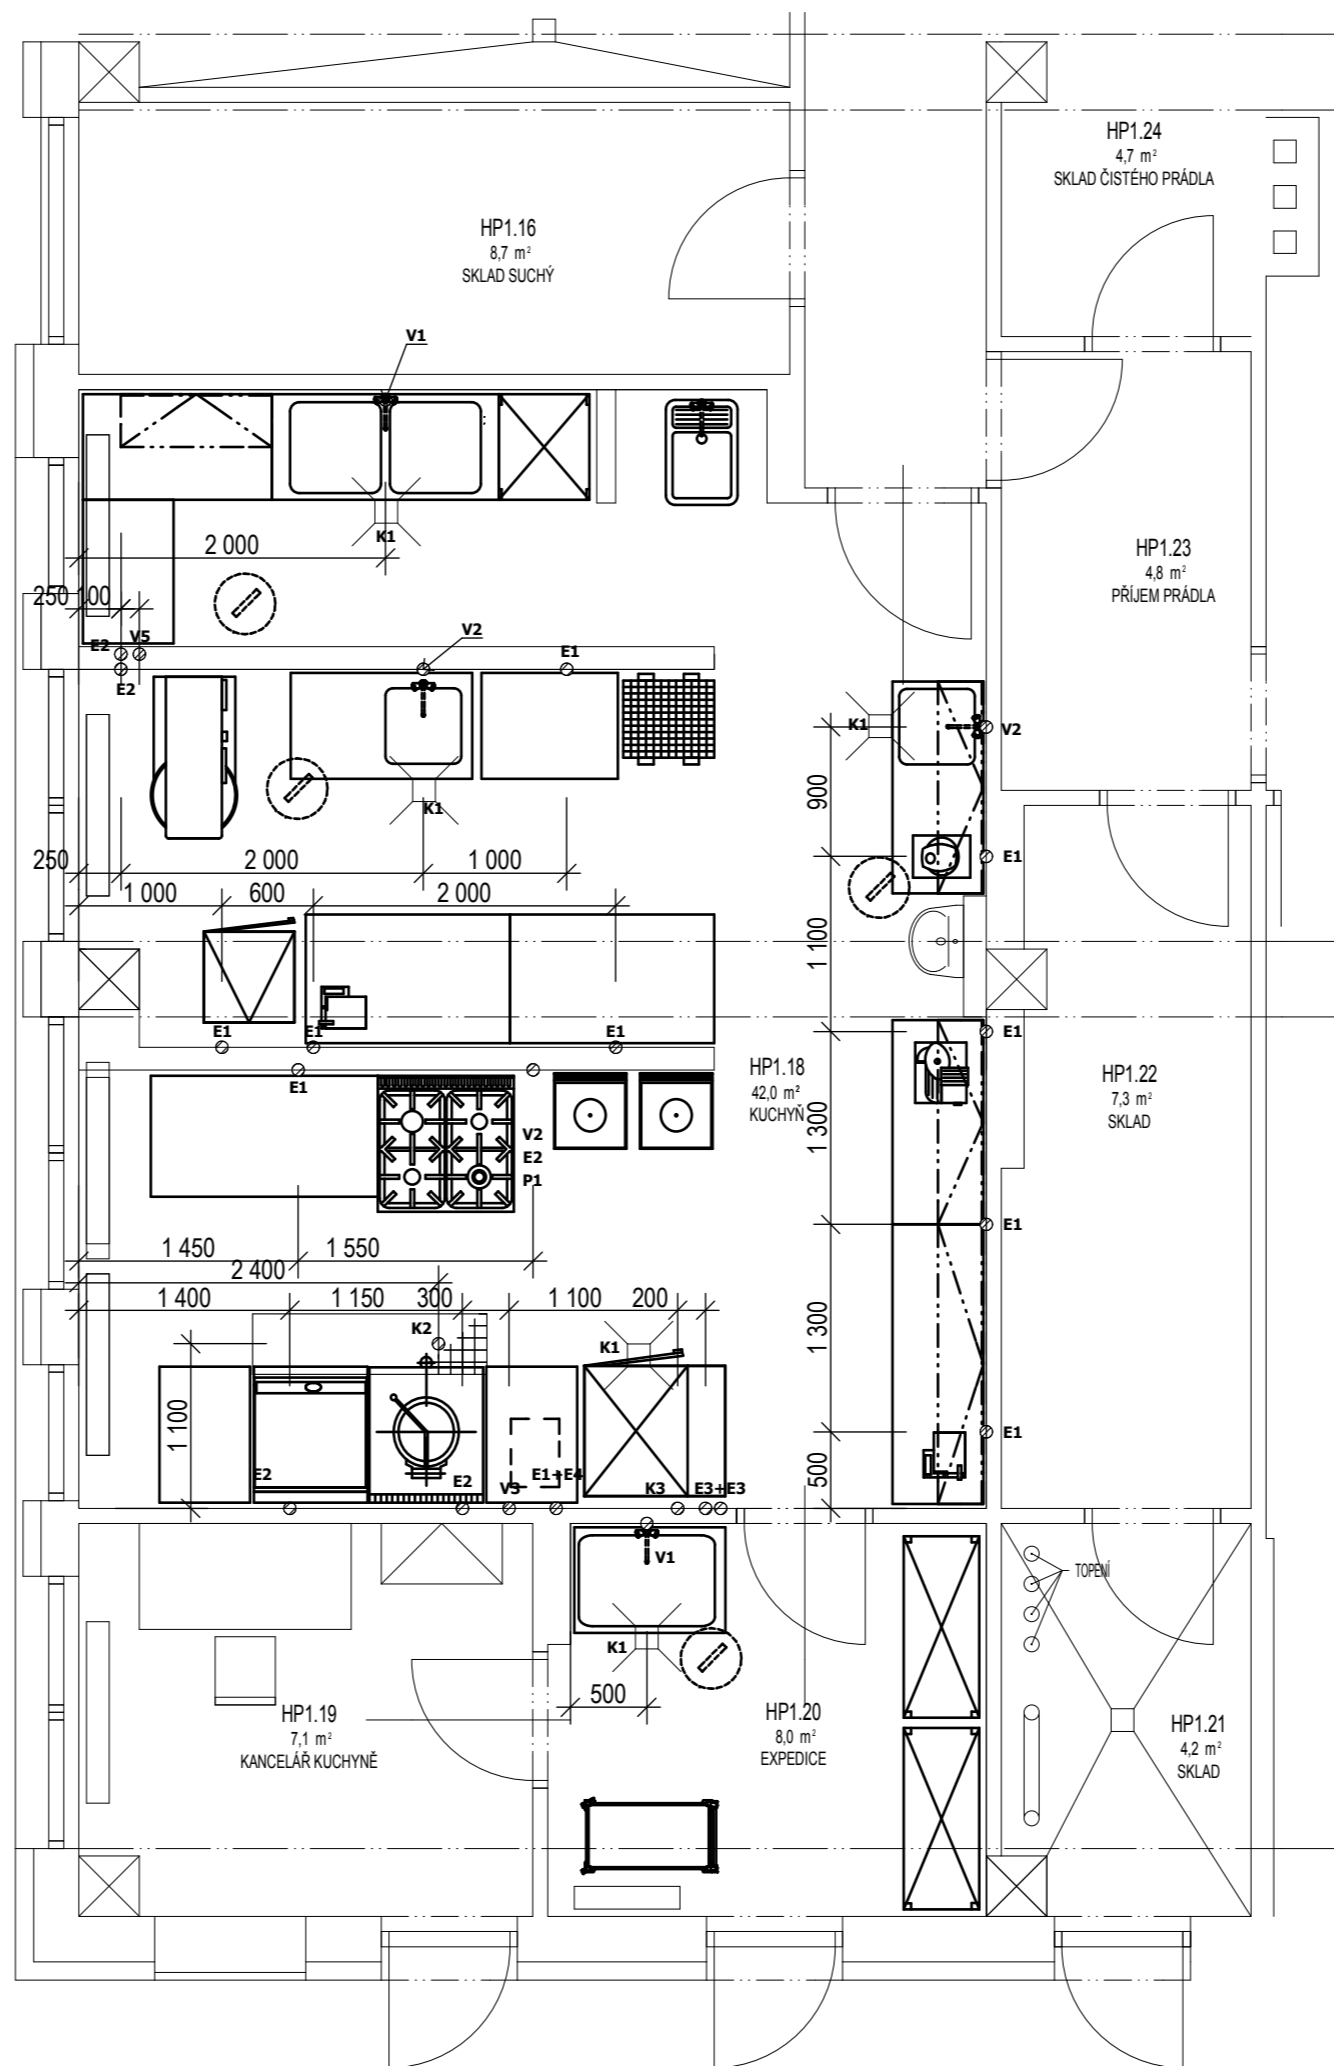 HP1.24
4,7 m²
SKLAD ČISTÉHO PRÁDLA
HP1.16
8,7 m²
SKLAD SUCHÝ
V1
K1
2 000
HP1.23
4,8 m²
PŘÍJEM PRÁDLA
250 100
E2 V5
V2
E1
E2
K1
V2
K1
900
E1
250
2 000
1 000
1 000
600
2 000
1 100
E1
E1
E1
E1
E1
HP1.18
42,0 m²
KUCHYŇ
HP1.22
7,3 m²
SKLAD
V2
E2
P1
1 300
E1
1 450
1 550
2 400
1 400
1 150
300
1 100
200
K2
K1
1 300
1 100
E1
E2
E2
V3
E1+E4
K3
E3+E3
500
V1
TOPENÍ
K1
500
HP1.19
7,1 m²
KANCELÁŘ KUCHYNĚ
HP1.20
8,0 m²
EXPEDICE
HP1.21
4,2 m²
SKLAD